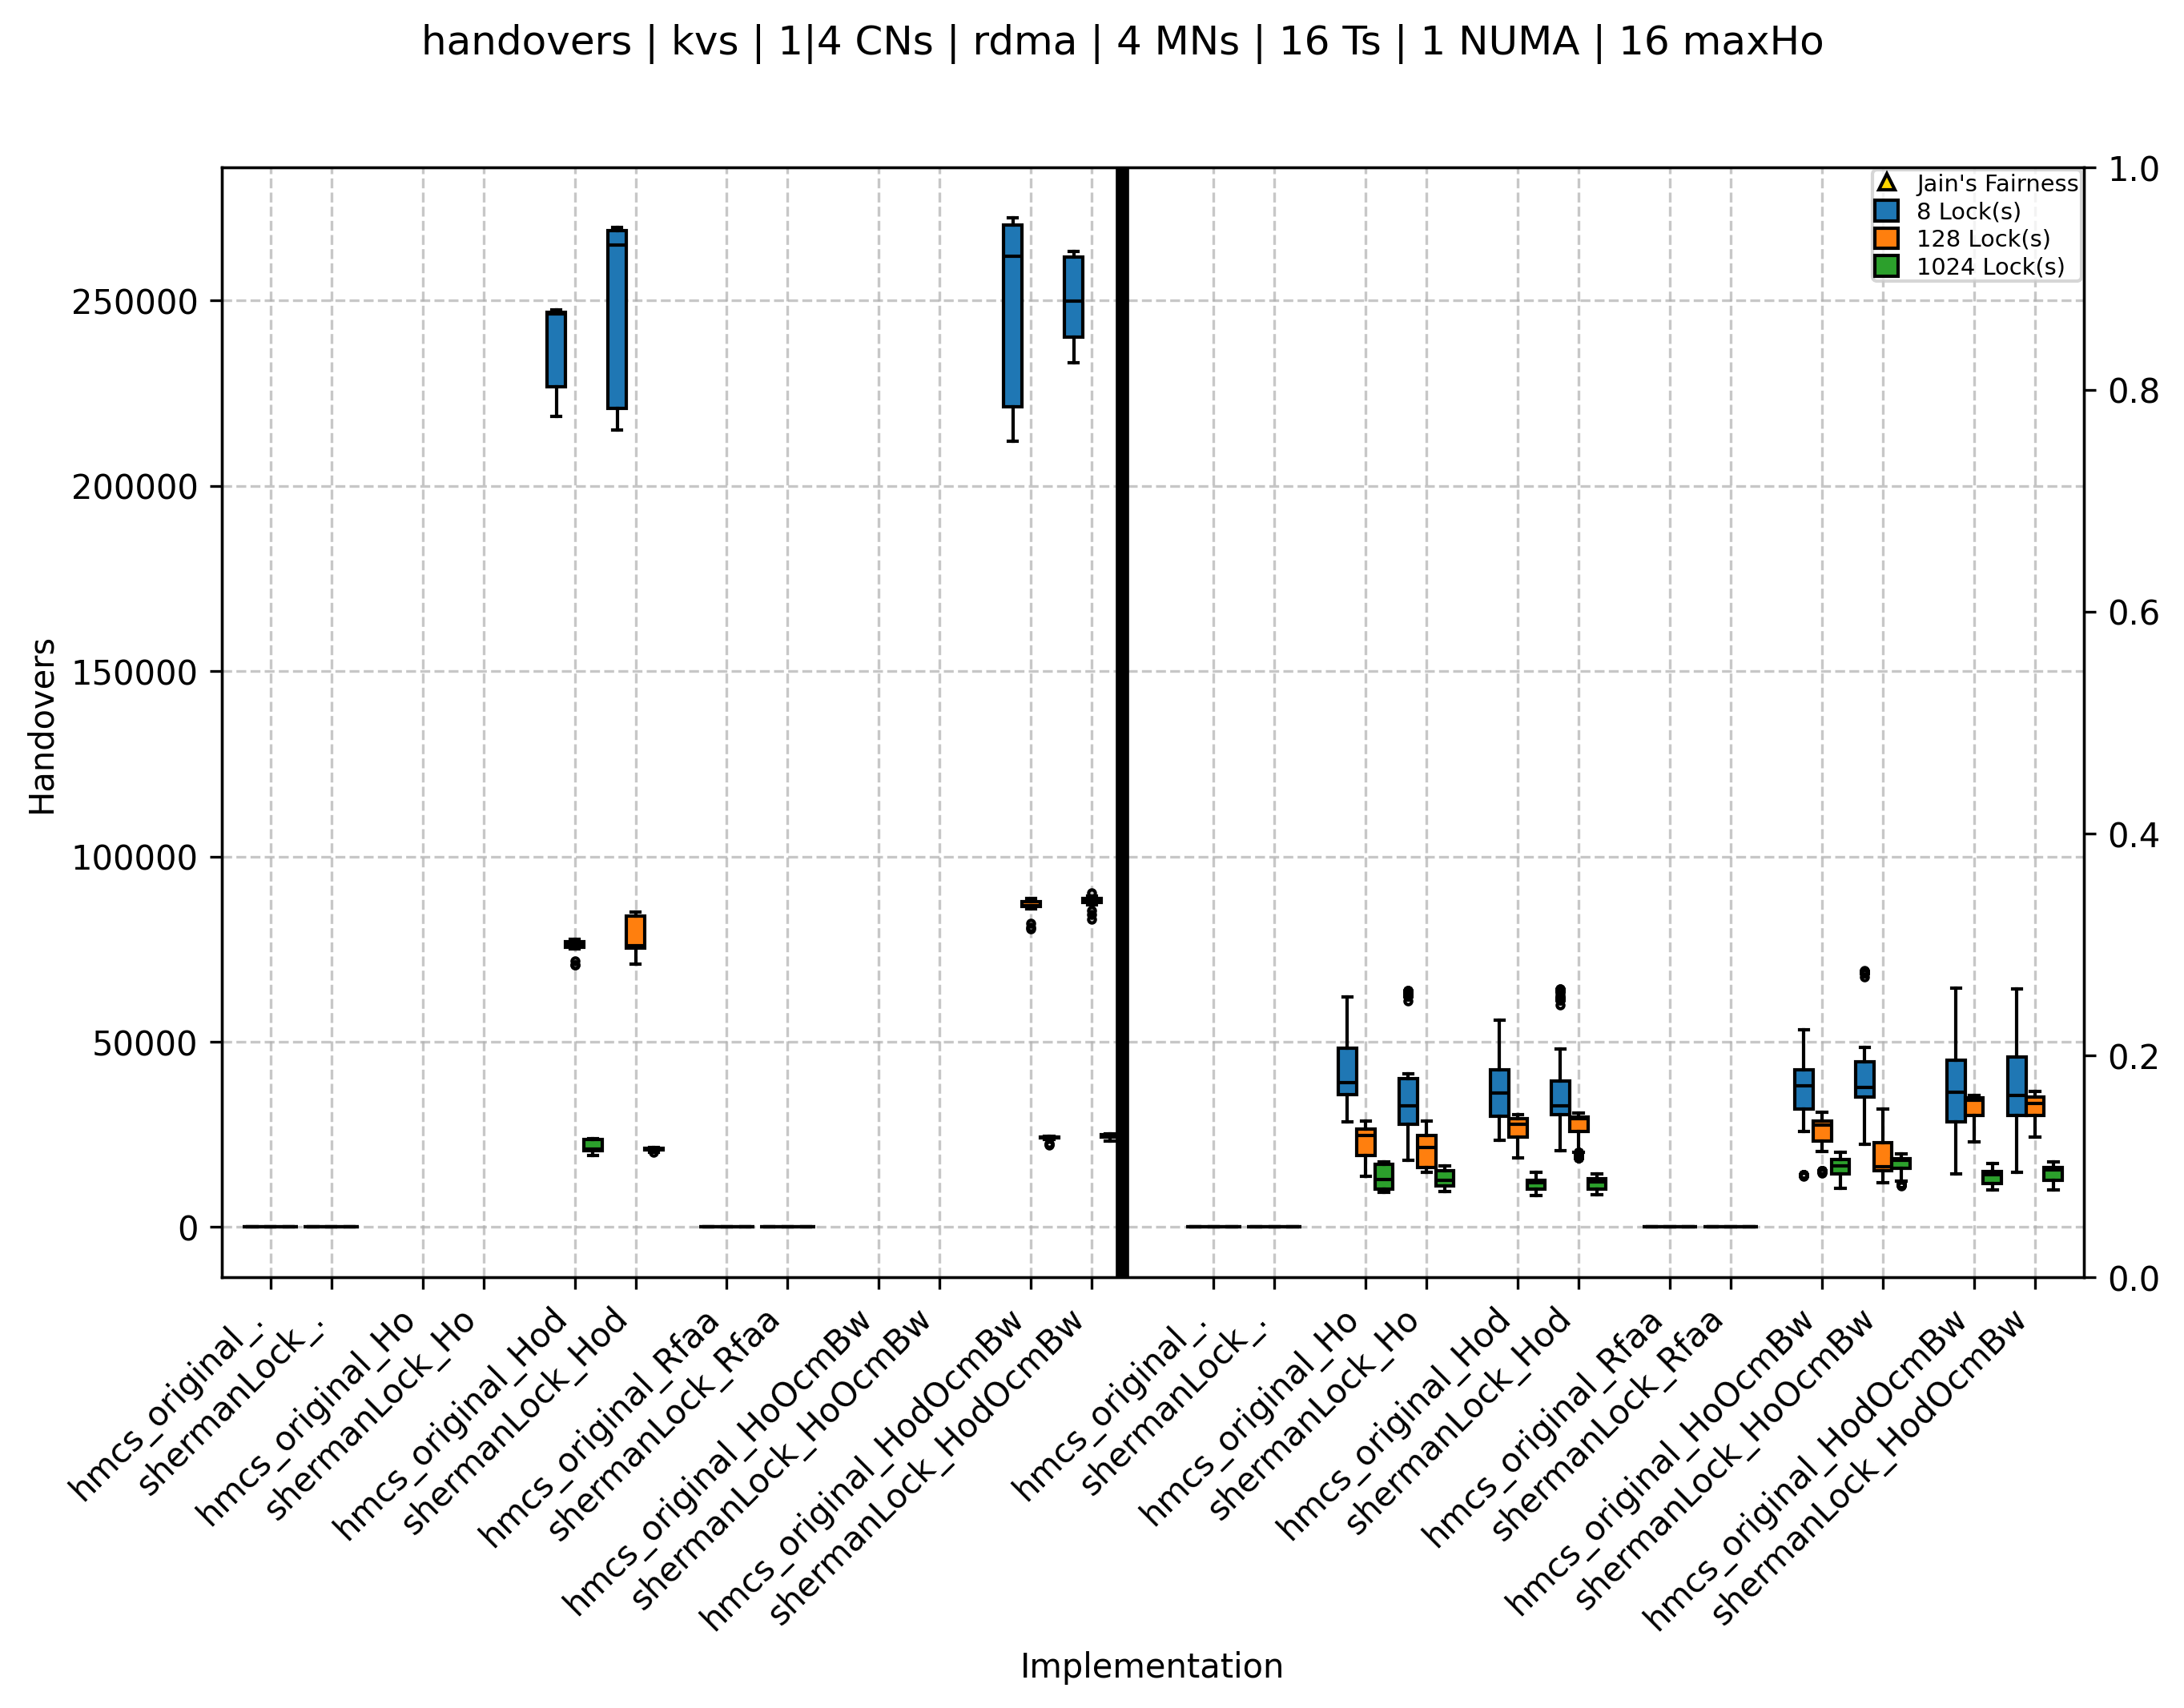 handovers | kvs | 1|4 CNs | rdma | 4 MNs | 16 Ts | 1 NUMA | 16 maxHo
Jain's Fairness
8 Lock(s)
128 Lock(s)
1024 Lock(s)
Handovers
250000
200000
150000
100000
50000
0
1.0
0.8
0.6
0.4
0.2
0.0
hmcs_original_.
shermanLock_.
hmcs_original_Ho
shermanLock_Ho
hmcs_original_Hod
shermanLock_Hod
hmcs_original_Rfaa
shermanLock_Rfaa
hmcs_original_HoOcmBw
shermanLock_HoOcmBw
hmcs_original_HodOcmBw
shermanLock_HodOcmBw
hmcs_original_.
shermanLock_.
hmcs_original_Ho
shermanLock_Ho
hmcs_original_Hod
shermanLock_Hod
hmcs_original_Rfaa
shermanLock_Rfaa
hmcs_original_HoOcmBw
shermanLock_HoOcmBw
hmcs_original_HodOcmBw
shermanLock_HodOcmBw
Implementation